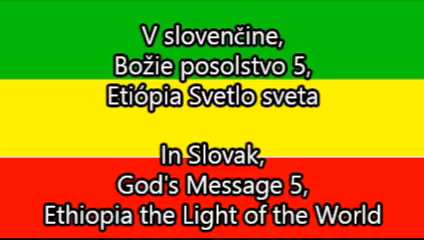 V slovenčine,
Božie posolstvo 5,
Etiópia Svetlo sveta
In Slovak,
God's Message 5,
Ethiopia the Light of the World